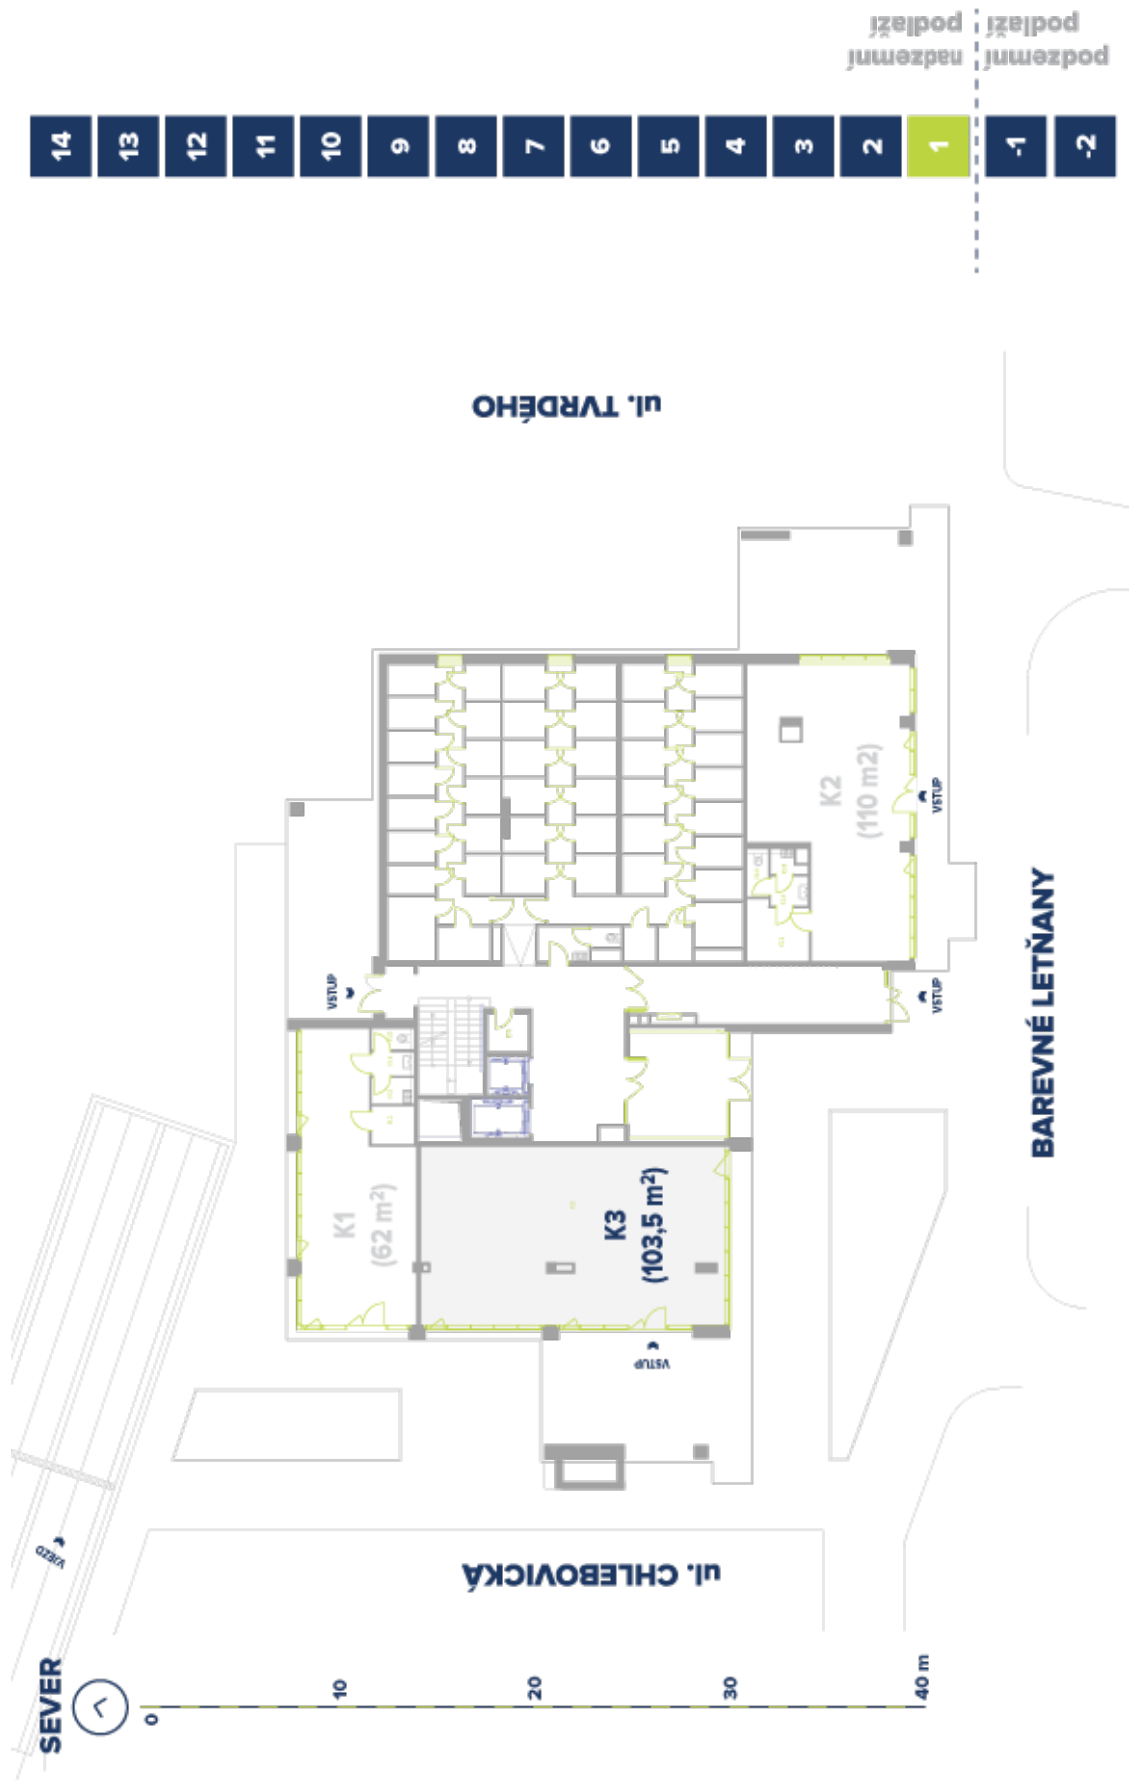 nadzemní
podlaží
podzemní
podlaží
14
13
12
11
10
9
8
7
6
5
4
3
2
1
-1
-2
ul. TVRDÉHO
K2
(110 m2)
VSTUP
VSTUP
VSTUP
BAREVNÉ LETŇANY
K1
(62 m²)
K3
(103,5 m²)
VSTUP
VJEZD
ul. CHLEBOVICKÁ
SEVER
0
10
20
30
40 m